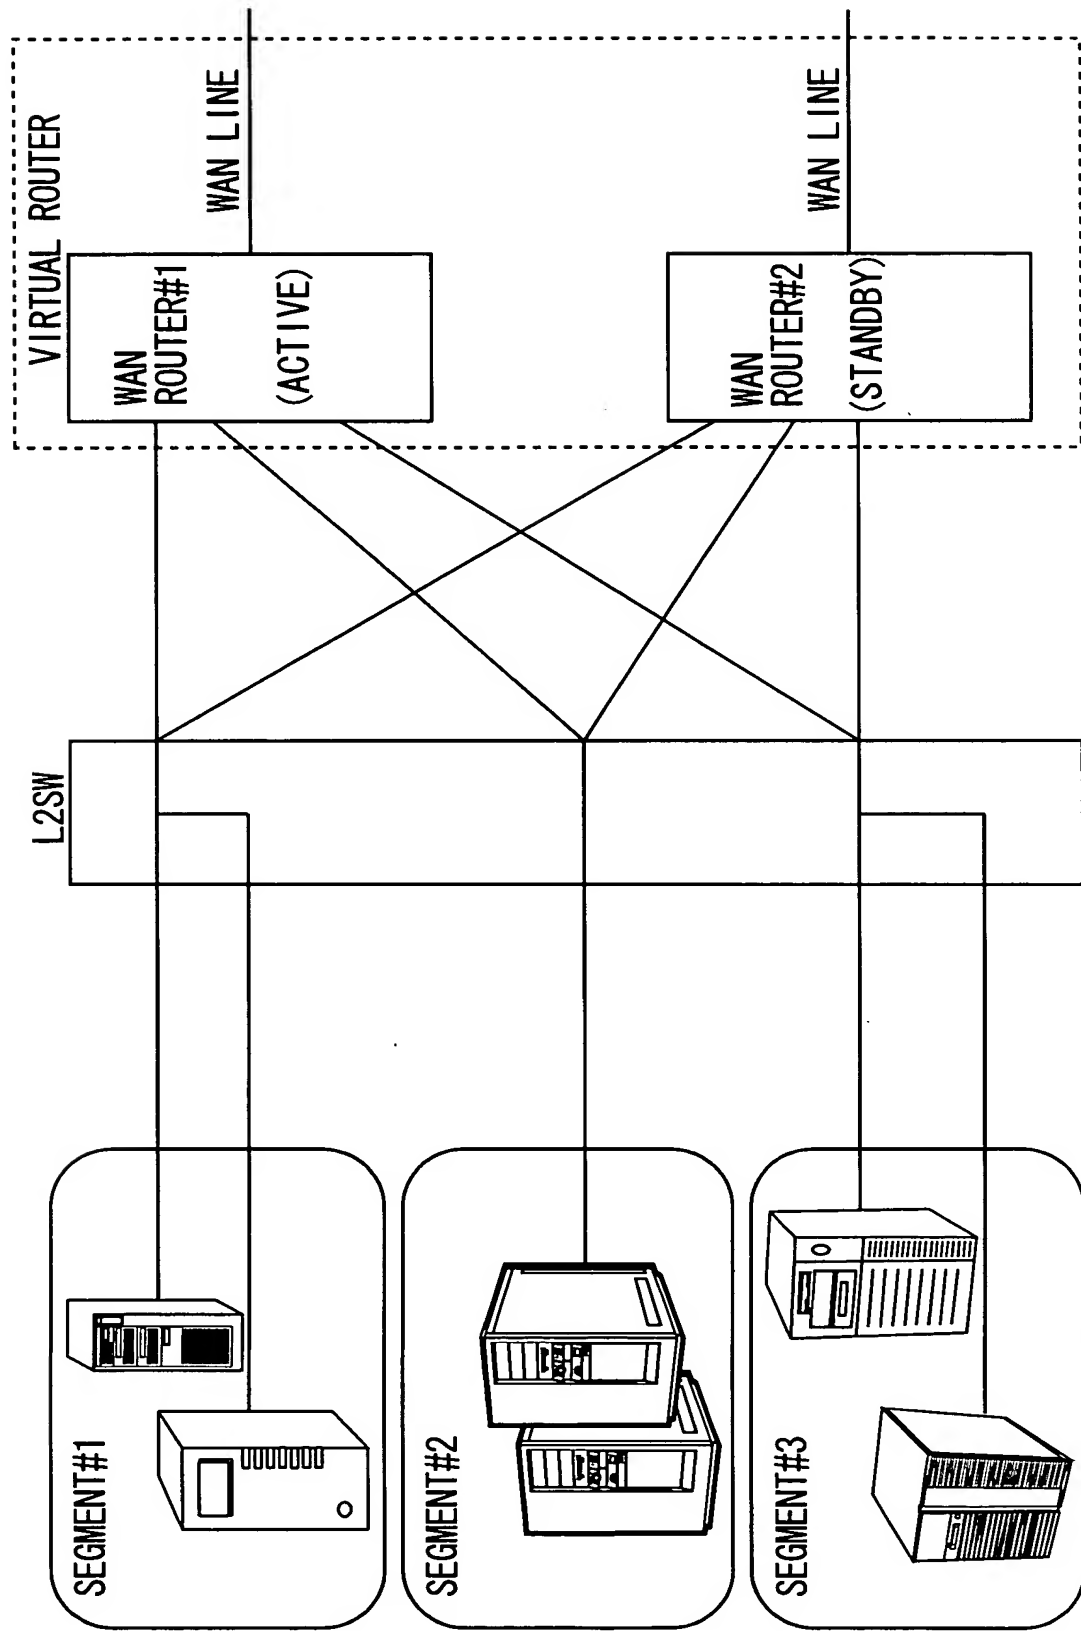 VIRTUAL ROUTER
WAN
ROUTER#1
(ACTIVE)
WAN LINE
WAN
ROUTER#2
(STANDBY)
WAN LINE
L2SW
SEGMENT#1
SEGMENT#2
SEGMENT#3